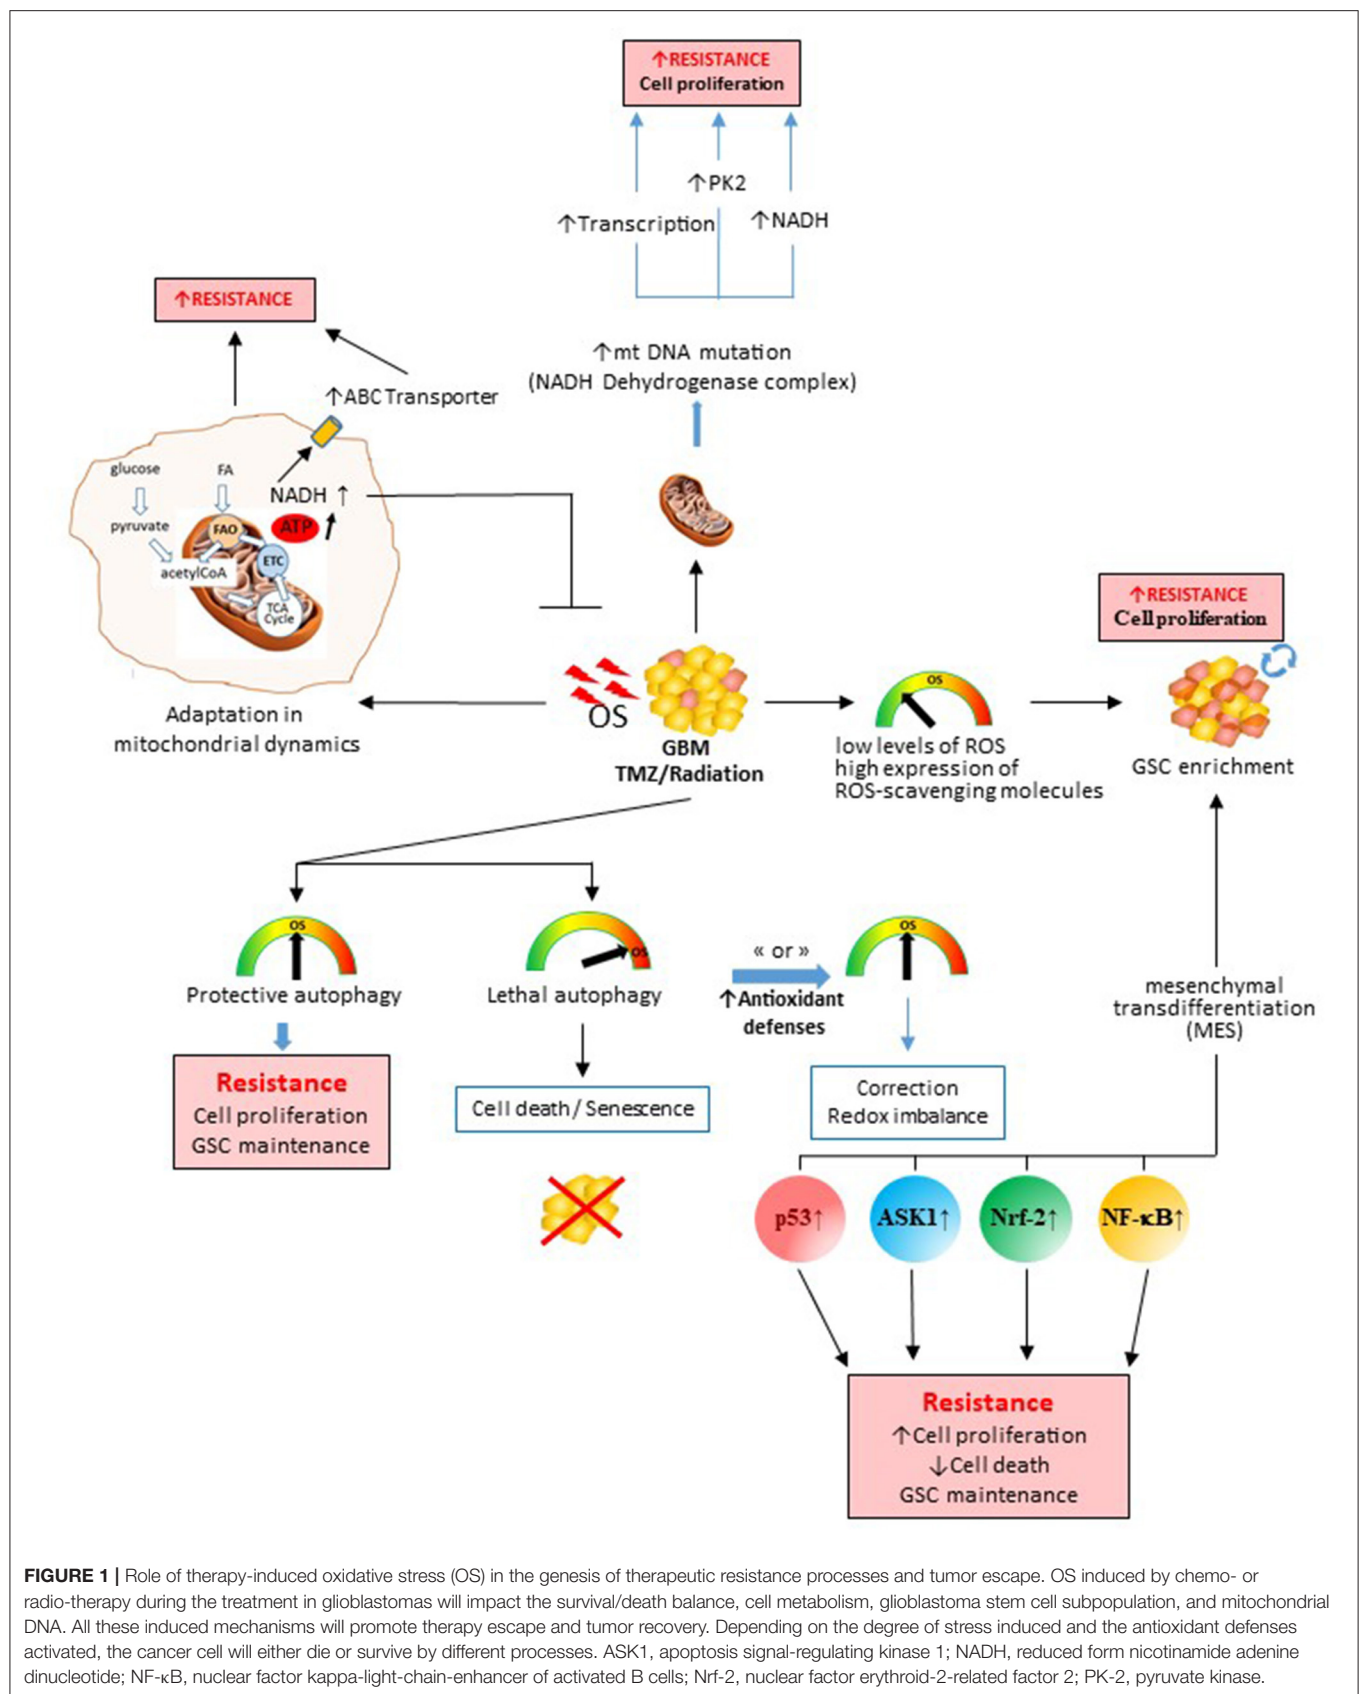 ↑RESISTANCE
Cell proliferation
↑PK2
↑Transcription
↑NADH
↑RESISTANCE
↑mt DNA mutation
(NADH Dehydrogenase complex)
↑ABC Transporter
glucose
FA
NADH ↑
pyruvate
FAO
ATP
ETC
acetylCoA
TCA
Cycle
↑RESISTANCE
Cell proliferation
OS
Adaptation in
mitochondrial dynamics
OS
GBM
TMZ/Radiation
low levels of ROS
high expression of
ROS-scavenging molecules
GSC enrichment
OS
Protective autophagy
OS
Lethal autophagy
« or »
↑Antioxidant
defenses
OS
mesenchymal
transdifferentiation
(MES)
Resistance
Cell proliferation
GSC maintenance
Cell death / Senescence
Correction
Redox imbalance
p53↑
ASK1↑
Nrf-2↑
NF-κB↑
Resistance
↑Cell proliferation
↓Cell death
GSC maintenance
FIGURE 1 | Role of therapy-induced oxidative stress (OS) in the genesis of therapeutic resistance processes and tumor escape. OS induced by chemo- or
radio-therapy during the treatment in glioblastomas will impact the survival/death balance, cell metabolism, glioblastoma stem cell subpopulation, and mitochondrial
DNA. All these induced mechanisms will promote therapy escape and tumor recovery. Depending on the degree of stress induced and the antioxidant defenses
activated, the cancer cell will either die or survive by different processes. ASK1, apoptosis signal-regulating kinase 1; NADH, reduced form nicotinamide adenine
dinucleotide; NF-κB, nuclear factor kappa-light-chain-enhancer of activated B cells; Nrf-2, nuclear factor erythroid-2-related factor 2; PK-2, pyruvate kinase.